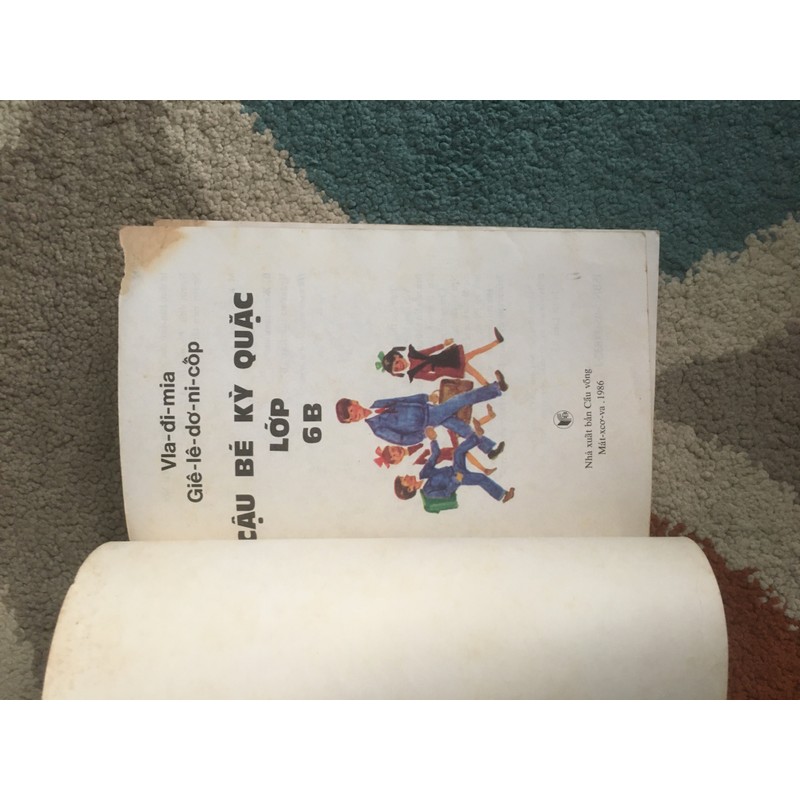 Vla-đi-mia
Giê-lê-dơ-ni-cốp
CẬU BÉ KỲ QUẶC
LỚP
6 B
Nhà xuất bản Cầu vồng
Mát-xcơ-va . 1986